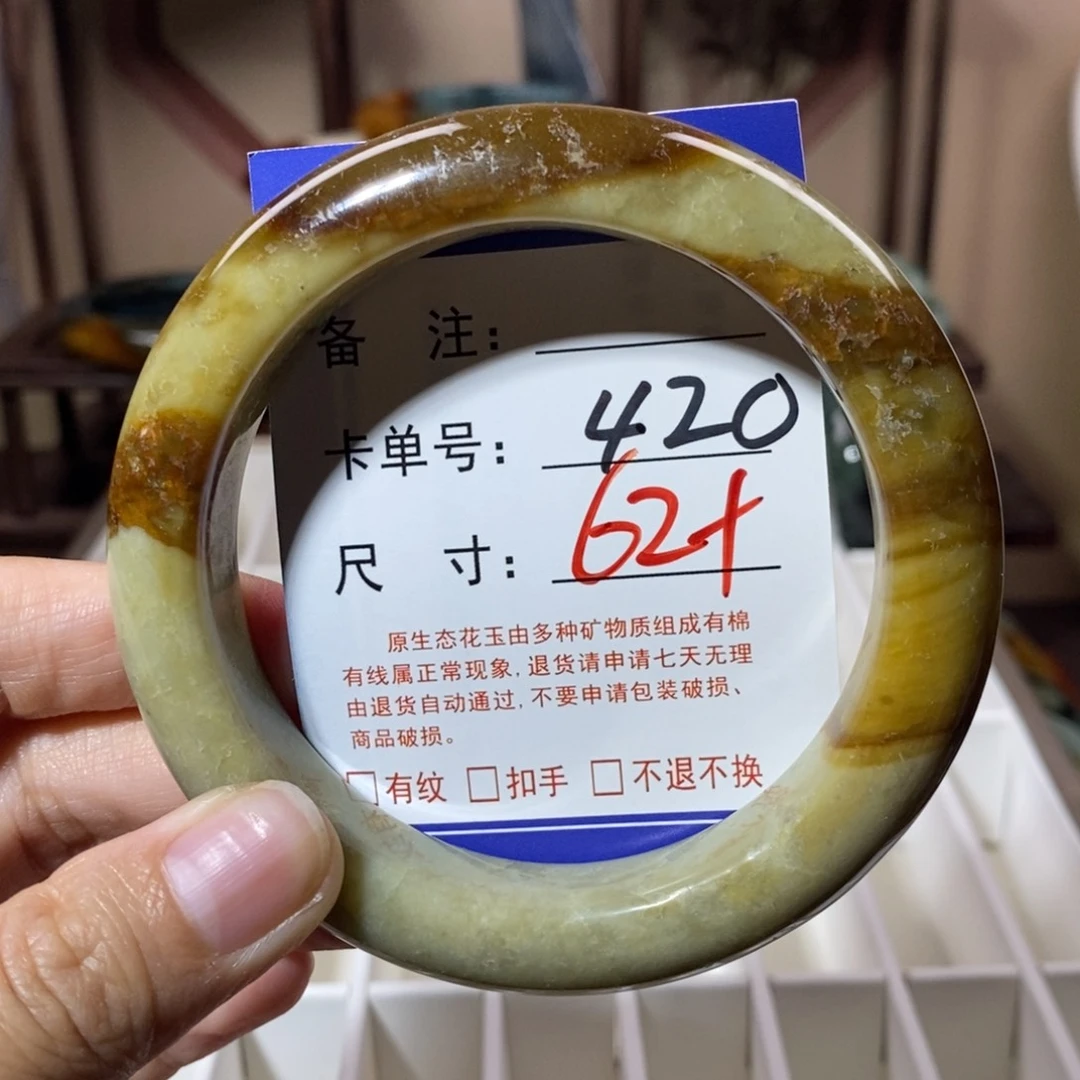 备 注：
卡单号：420
尺 寸：62+
原生态花玉由多种矿物质组成有棉
有线属正常现象，退货请申请七天无理
由退货自动通过，不要申请包装破损、
商品破损。
□有纹 □扣手 □不退不换